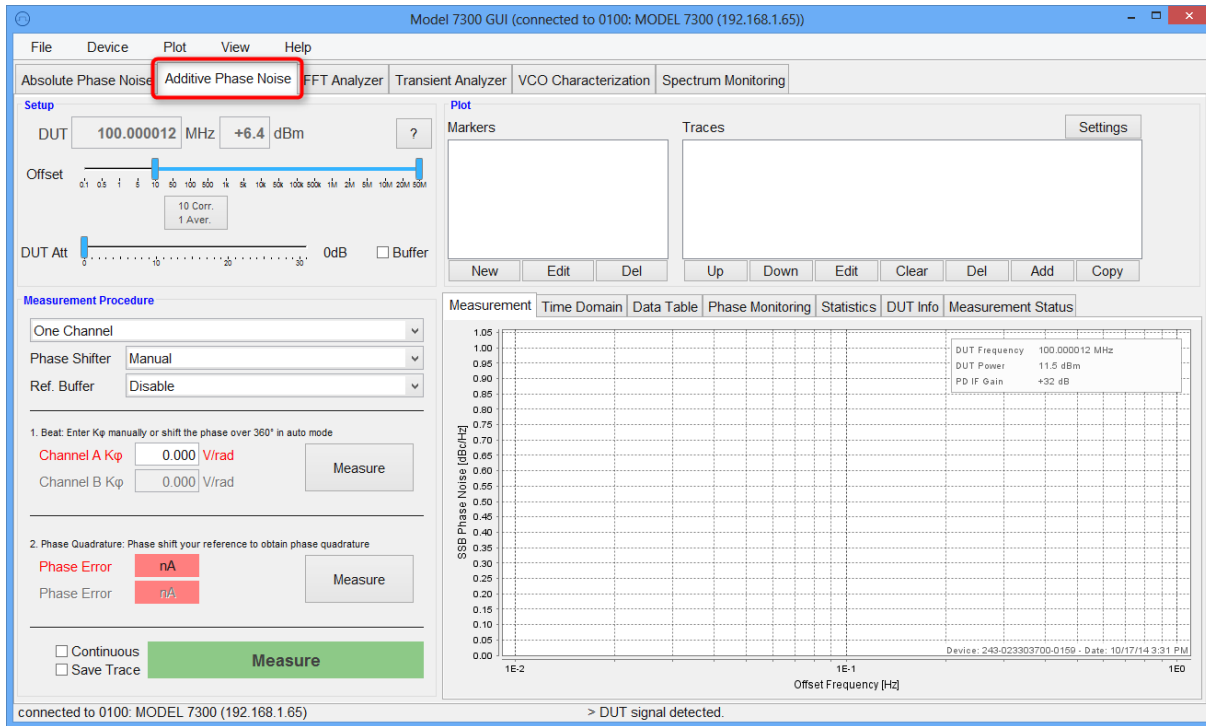 Model 7300 GUI (connected to 0100: MODEL 7300 (192.168.1.65))
File Device Plot View Help
Absolute Phase Noise Additive Phase Noise FFT Analyzer Transient Analyzer VCO Characterization Spectrum Monitoring
Setup
DUT 100.000012 MHz +6.4 dBm ?
Offset
0.1 0.5 1 5 10 50 100 500 1k 5k 10k 50k 100k 500k 1M 2M 5M 10M 20M 50M
10 Corr.
1 Aver.
DUT Att 0dB Buffer
0 10 20 30
Plot
Markers Traces Settings
New Edit Del Up Down Edit Clear Del Add Copy
Measurement Procedure
One Channel
Phase Shifter Manual
Ref. Buffer Disable
1. Beat: Enter Kφ manually or shift the phase over 360° in auto mode
Channel A Kφ 0.000 V/rad
Measure
Channel B Kφ 0.000 V/rad
2. Phase Quadrature: Phase shift your reference to obtain phase quadrature
Phase Error nA
Measure
Phase Error nA
Continuous
Save Trace
Measure
Measurement Time Domain Data Table Phase Monitoring Statistics DUT Info Measurement Status
DUT Frequency 100.000012 MHz
DUT Power 11.5 dBm
PD IF Gain +32 dB
SSB Phase Noise [dBc/Hz]
1.05
1.00
0.95
0.90
0.85
0.80
0.75
0.70
0.65
0.60
0.55
0.50
0.45
0.40
0.35
0.30
0.25
0.20
0.15
0.10
0.05
0.00
Device: 243-023303700-0159 - Date: 10/17/14 3:31 PM
1E-2 1E-1 1E0
Offset Frequency [Hz]
connected to 0100: MODEL 7300 (192.168.1.65) > DUT signal detected.